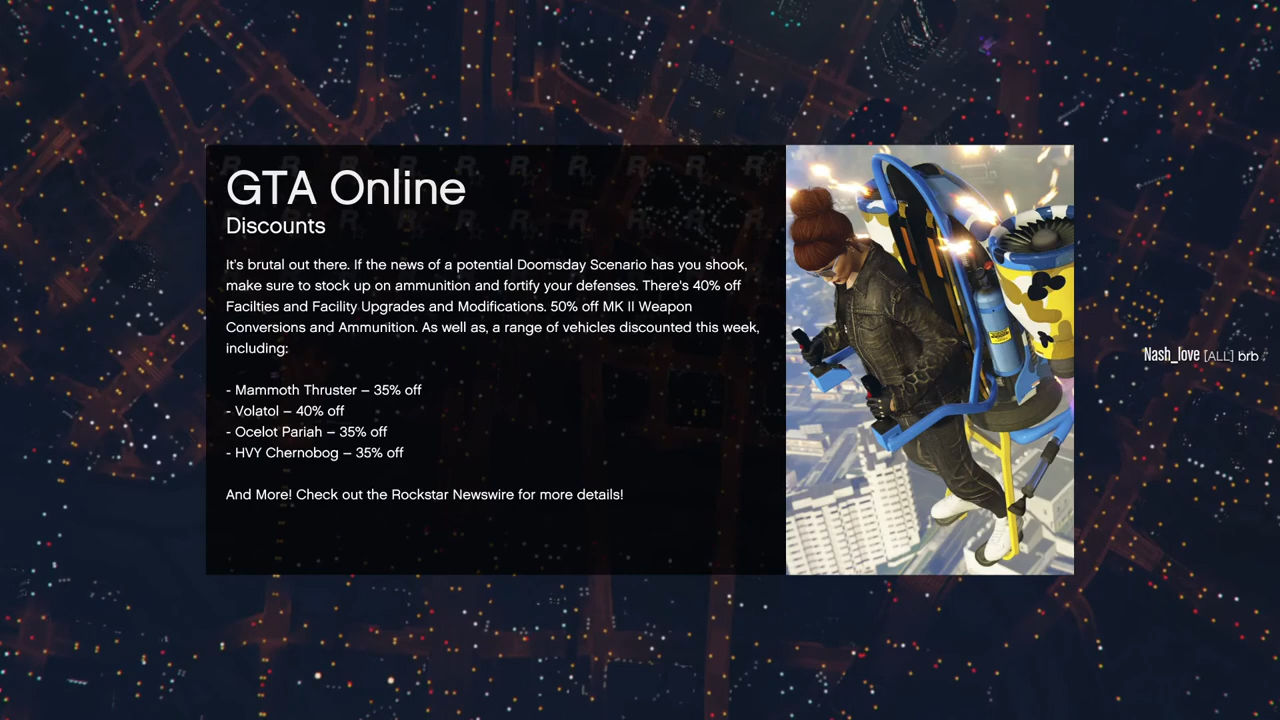 GTA Online
Discounts
It's brutal out there. If the news of a potential Doomsday Scenario has you shook,
make sure to stock up on ammunition and fortify your defenses. There's 40% off
Facilties and Facility Upgrades and Modifications. 50% off MK II Weapon
Conversions and Ammunition. As well as, a range of vehicles discounted this week,
including:
- Mammoth Thruster – 35% off
- Volatol – 40% off
- Ocelot Pariah – 35% off
- HVY Chernobog – 35% off
And More! Check out the Rockstar Newswire for more details!
Nash_love [ALL] brb